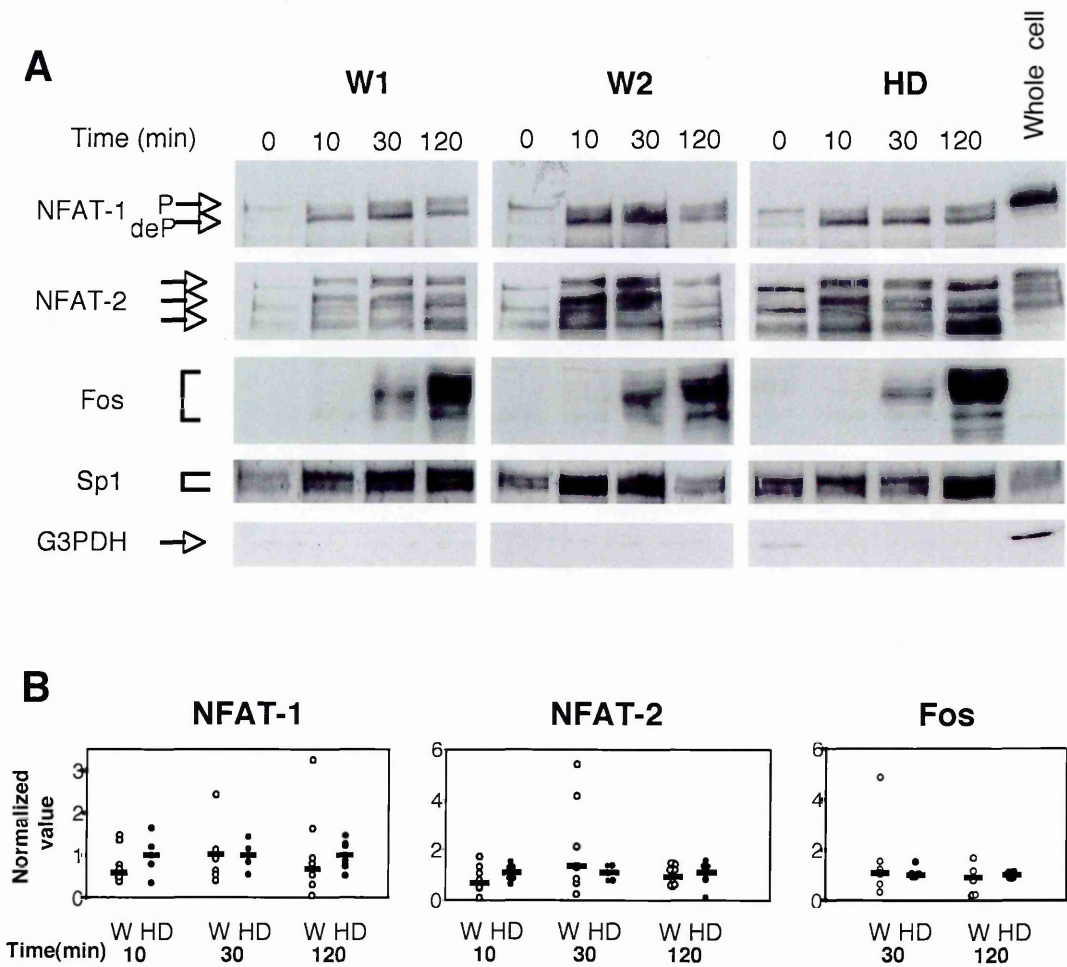 Whole cell
A
W1 W2 HD
Time (min) 0 10 30 120 0 10 30 120 0 10 30 120
NFAT-1 P
deP
NFAT-2
Fos
Sp1
G3PDH
B
NFAT-1 NFAT-2 Fos
Normalized
value
3
2
1
0
6
4
2
0
6
4
2
0
W HD W HD W HD W HD W HD W HD W HD W HD
Time(min) 10 30 120 10 30 120 30 120